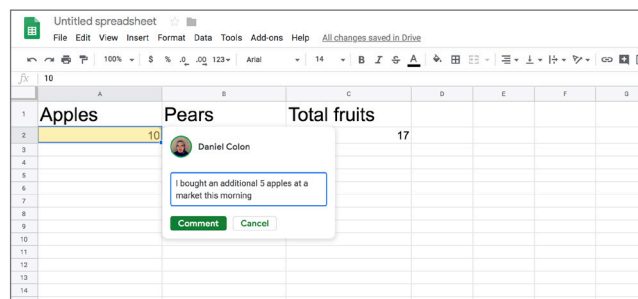 Untitled spreadsheet
File Edit View Insert Format Data Tools Add-ons Help All changes saved in Drive
100% $ % .0 .00 123 Arial 14 B I S A
fx 10
A B C D E F G
1 Apples Pears Total fruits
2 10 17
Daniel Colon
3
4
5
I bought an additional 5 apples at a
6
market this morning
7
8
Comment Cancel
9
10
11
12
13
14